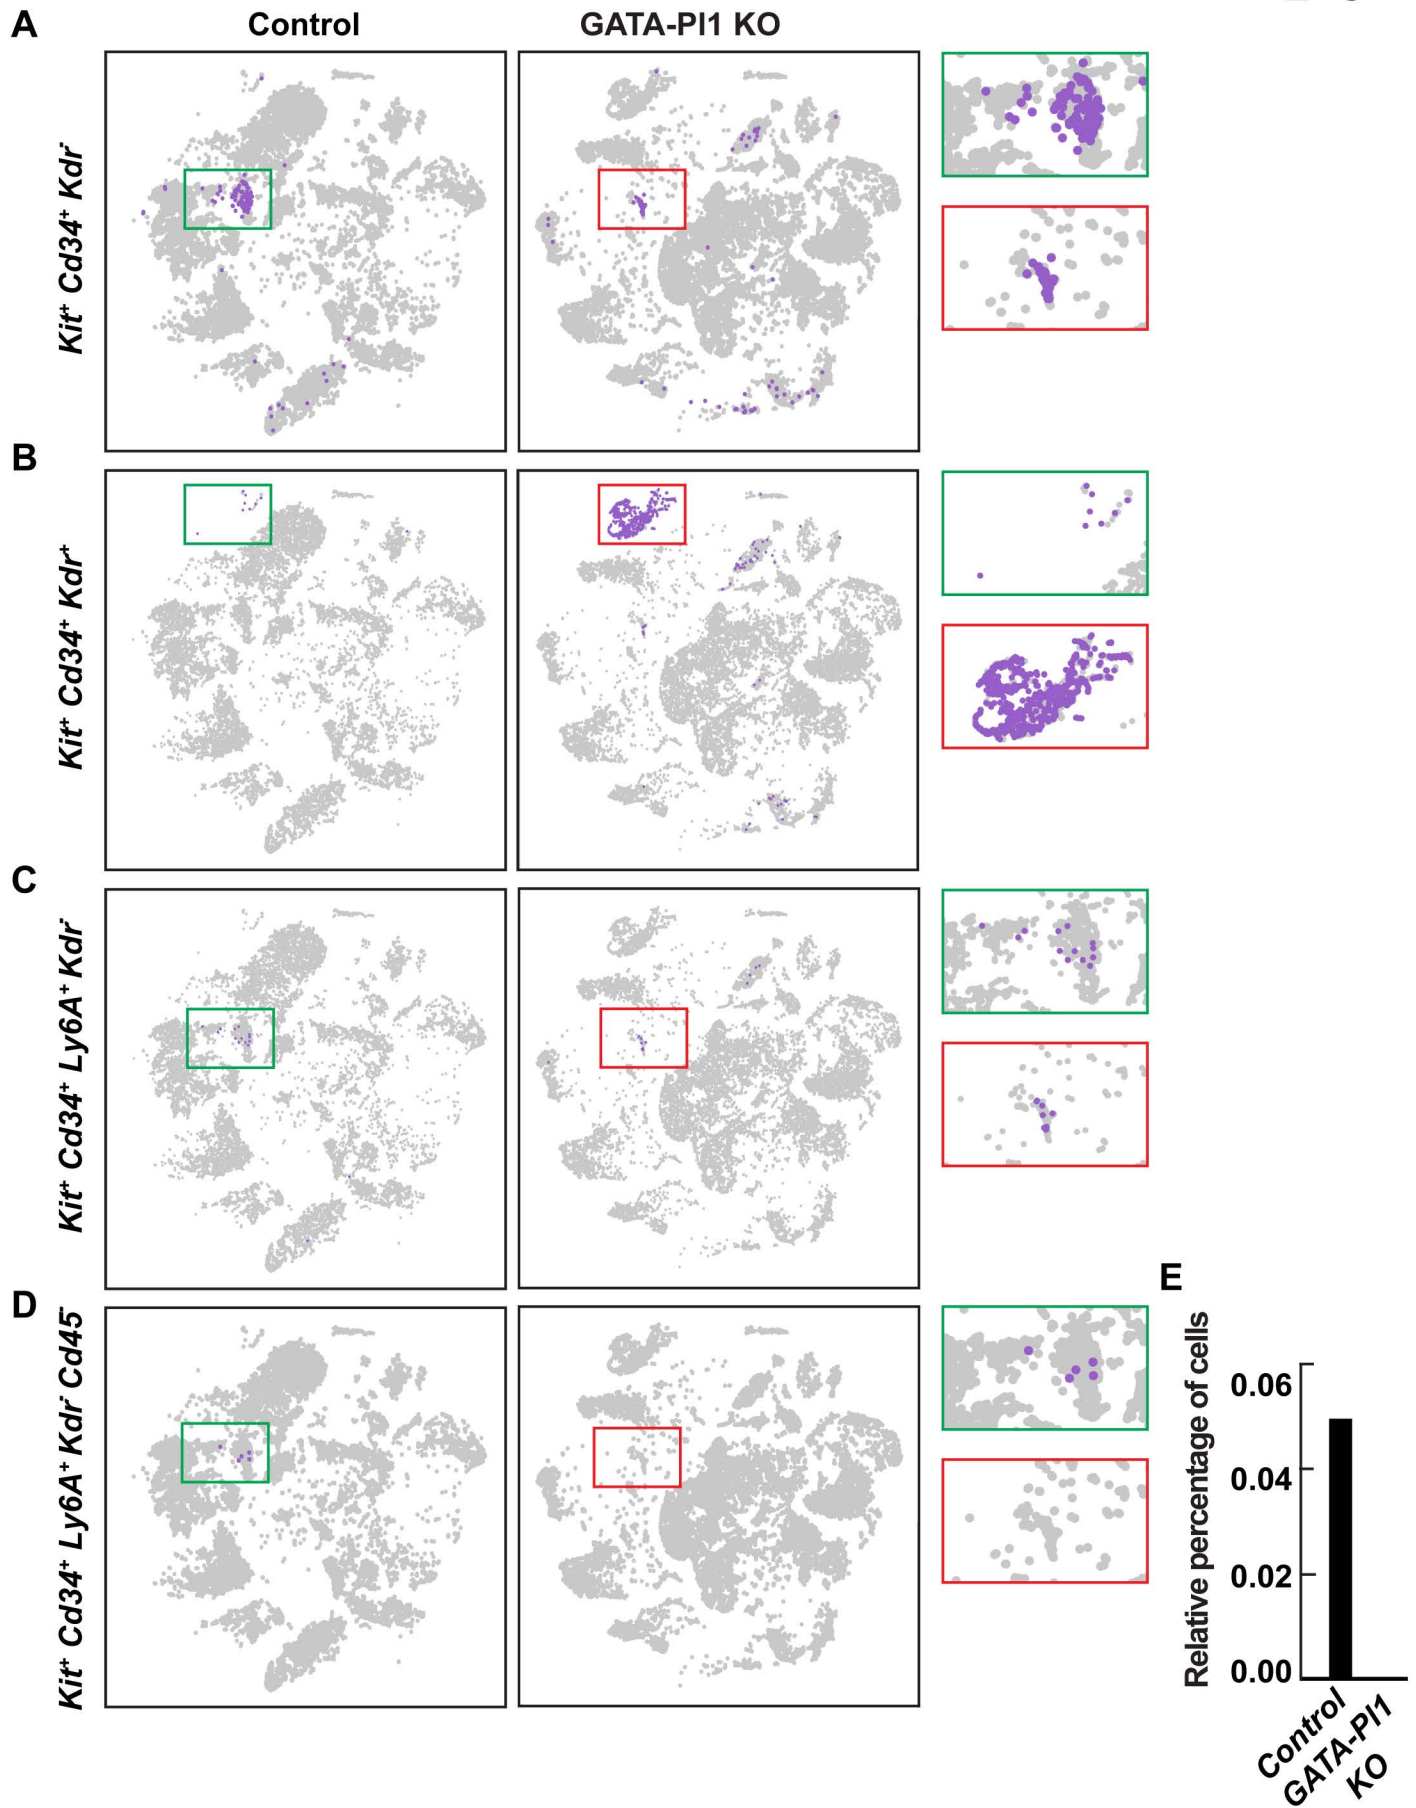 A
Control
GATA-PI1 KO
Kit⁺ Cd34⁺ Kdr⁻
B
Kit⁺ Cd34⁺ Kdr⁺
C
Kit⁺ Cd34⁺ Ly6A⁺ Kdr⁻
D
Kit⁺ Cd34⁺ Ly6A⁺ Kdr⁻ Cd45⁻
E
Relative percentage of cells
0.06
0.04
0.02
0.00
Control
GATA-PI1
KO